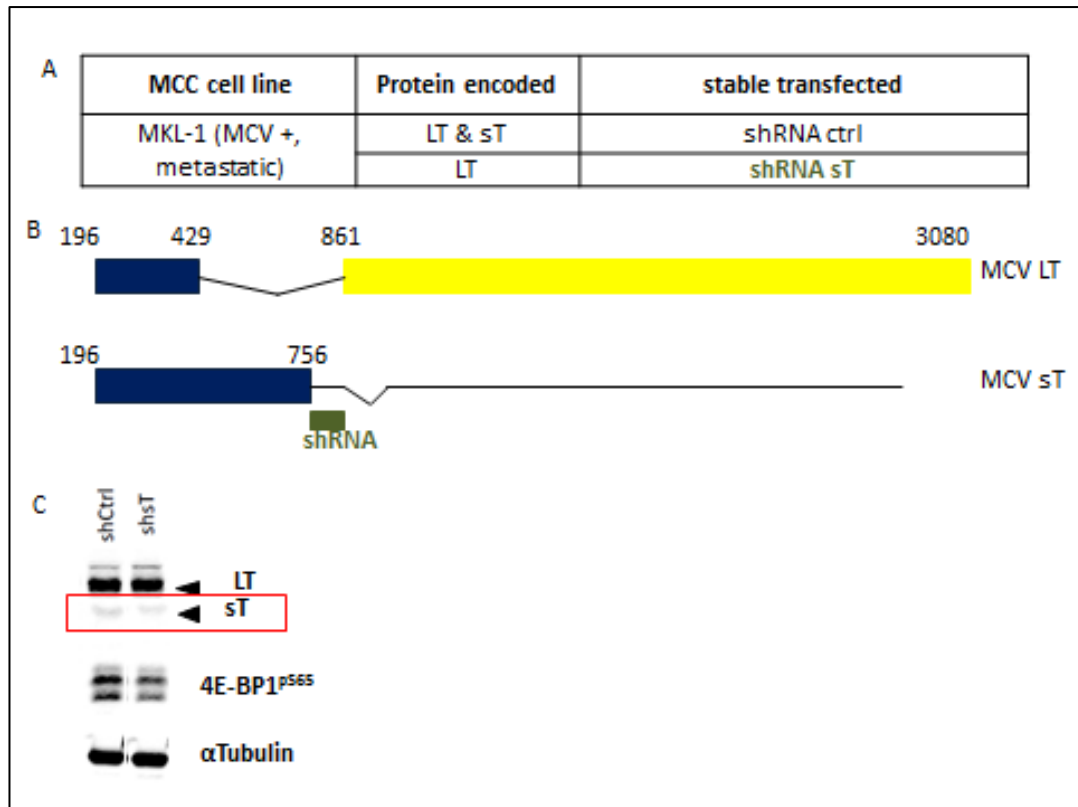 A
MCC cell line Protein encoded stable transfected
MKL-1 (MCV +, metastatic) LT & sT shRNA ctrl
LT shRNA sT
B 196 429 861 3080
MCV LT
196 756
MCV sT
shRNA
C shCtrl shsT
LT
sT
4E-BP1p565
αTubulin